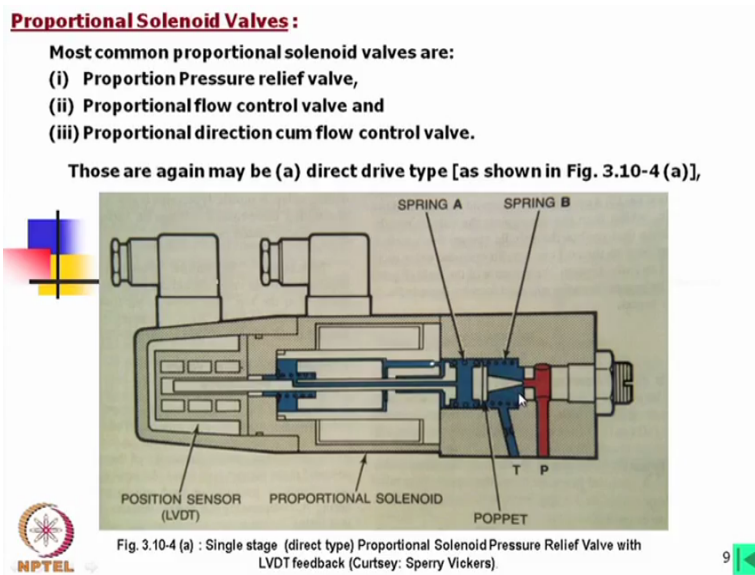 Proportional Solenoid Valves :
Most common proportional solenoid valves are:
(i) Proportion Pressure relief valve,
(ii) Proportional flow control valve and
(iii) Proportional direction cum flow control valve.
Those are again may be (a) direct drive type [as shown in Fig. 3.10-4 (a)],
SPRING A SPRING B
T P
POSITION SENSOR
(LVDT)
PROPORTIONAL SOLENOID
POPPET
Fig. 3.10-4 (a) : Single stage (direct type) Proportional Solenoid Pressure Relief Valve with
LVDT feedback (Curtsey: Sperry Vickers)
NPTEL
9